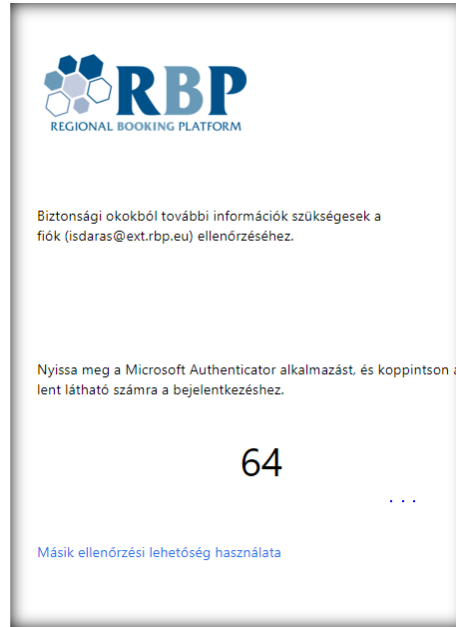 RBP
REGIONAL BOOKING PLATFORM
Biztonsági okokból további információk szükségesek a
fiók (isdaras@ext.rbp.eu) ellenőrzéséhez.
Nyissa meg a Microsoft Authenticator alkalmazást, és koppintson a
lent látható számra a bejelentkezéshez.
64
...
Másik ellenőrzési lehetőség használata